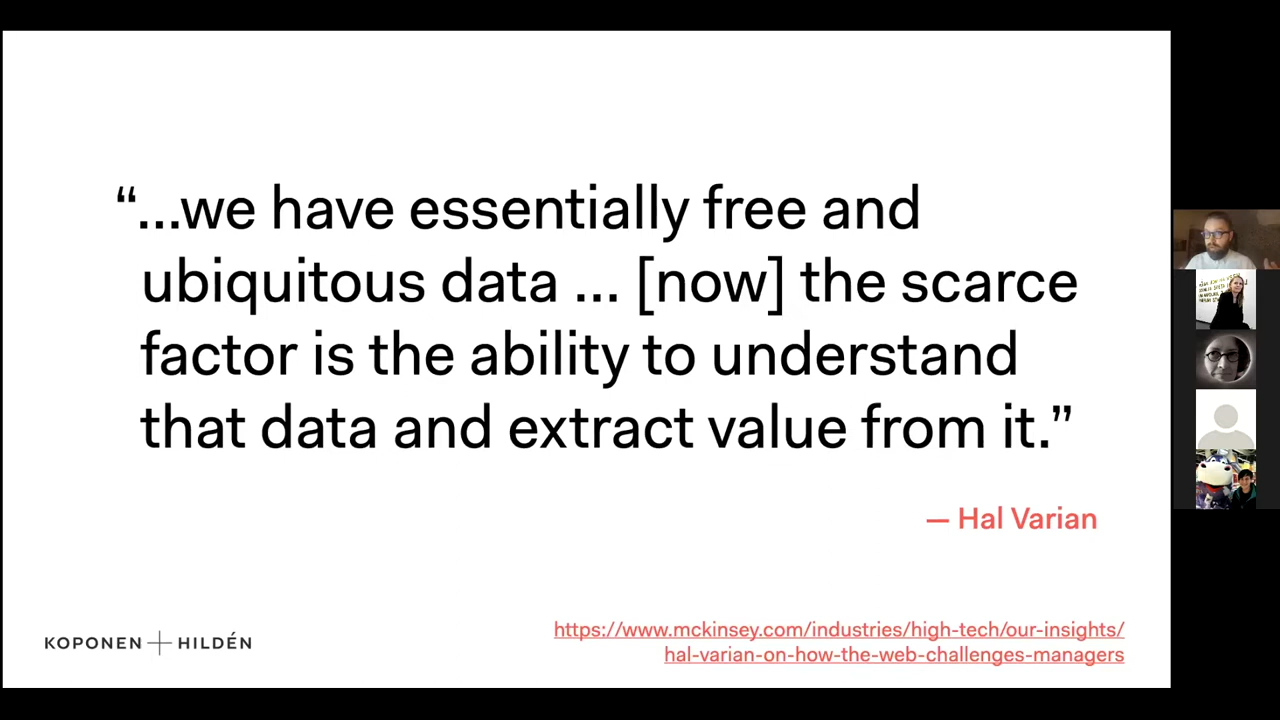 “...we have essentially free and
ubiquitous data ... [now] the scarce
factor is the ability to understand
that data and extract value from it.”
— Hal Varian
https://www.mckinsey.com/industries/high-tech/our-insights/
hal-varian-on-how-the-web-challenges-managers
KOPONEN + HILDÉN